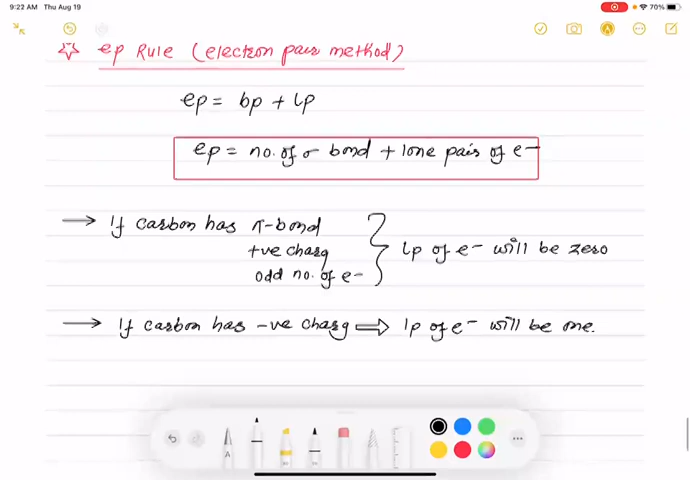 9:22 AM Thu Aug 19
70%
☆ ep Rule (electron pair method)
ep = bp + lp
ep = no. of σ bond + lone pair of e-
→ If carbon has π-bond
+ve charg
odd no. of e-
lp of e- will be zero
→ If carbon has -ve charg ⇒ lp of e- will be one.
A